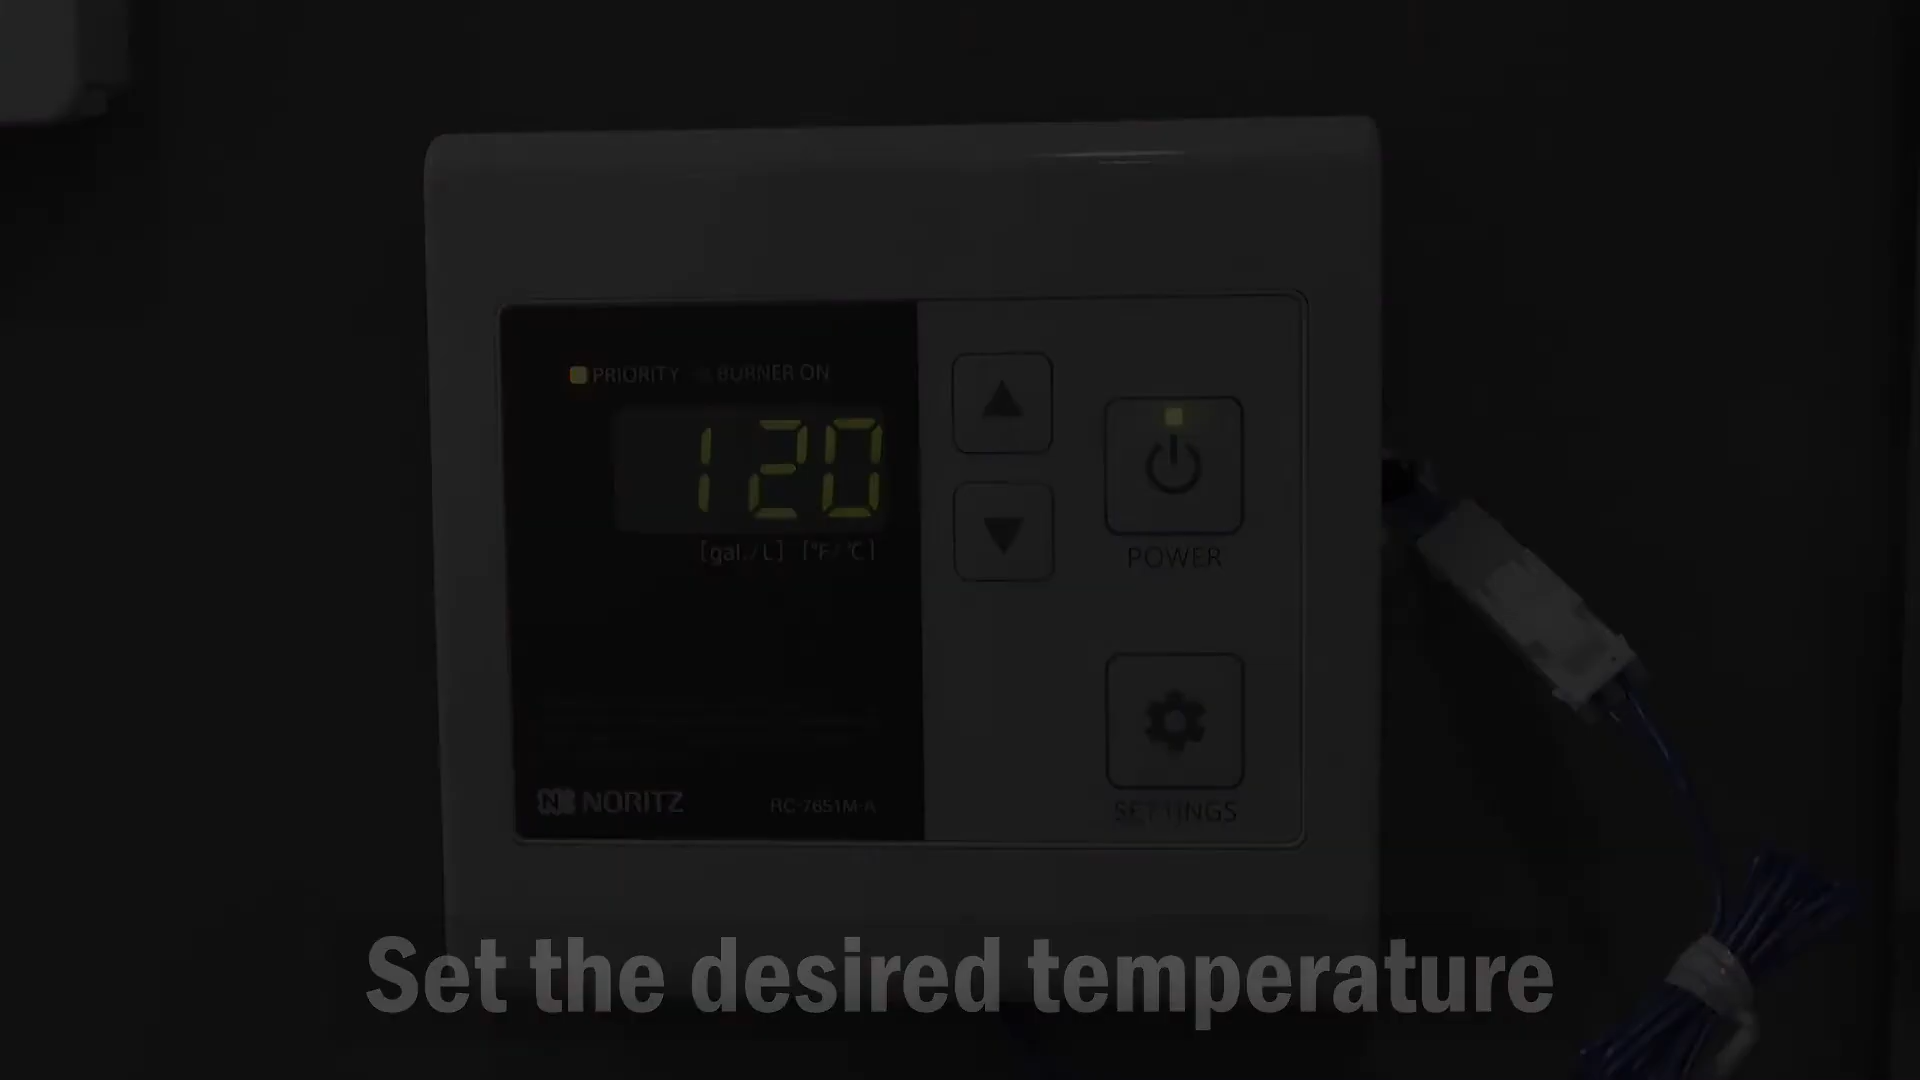 PRIORITY BURNER ON
120
[gal./L] [°F/°C]
POWER
SETTINGS
NORITZ RC-7651M-A
Set the desired temperature